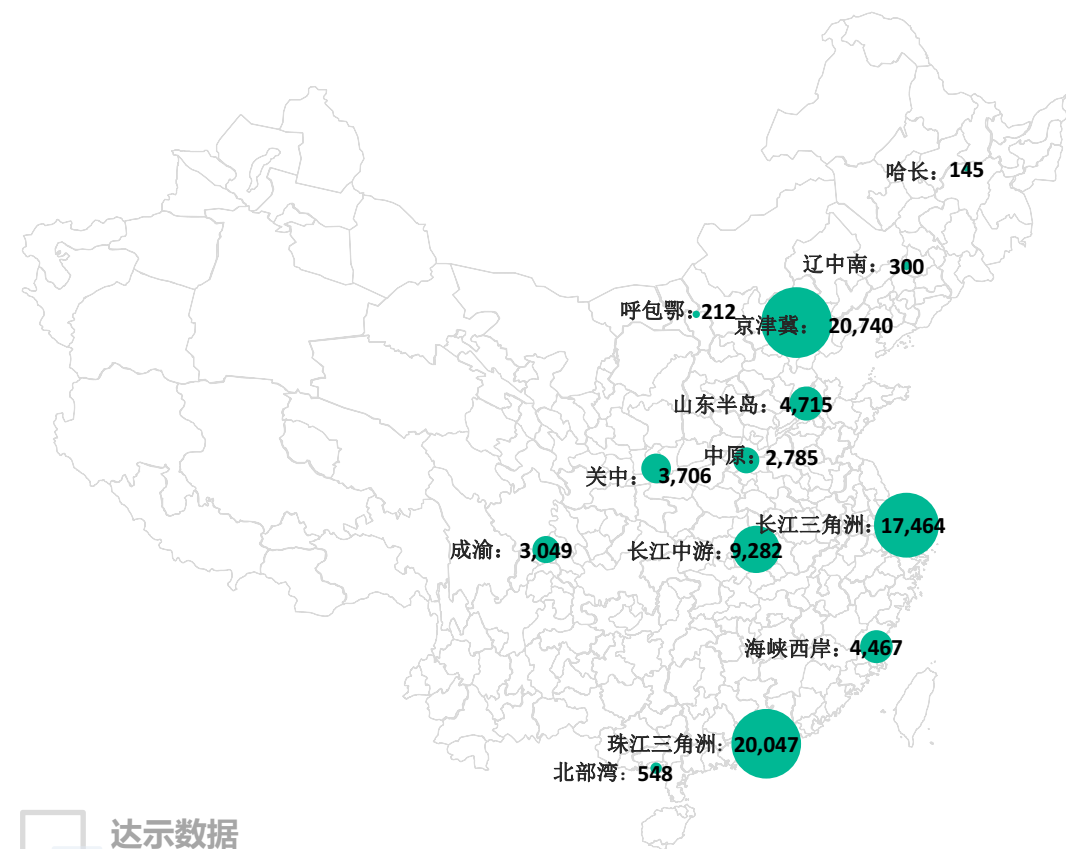 哈长：145
辽中南：300
呼包鄂：212
京津冀：20,740
山东半岛：4,715
中原：2,785
关中：3,706
长江三角洲：17,464
成渝：3,049
长江中游：9,282
海峡西岸：4,467
珠江三角洲：20,047
北部湾：548
达示数据